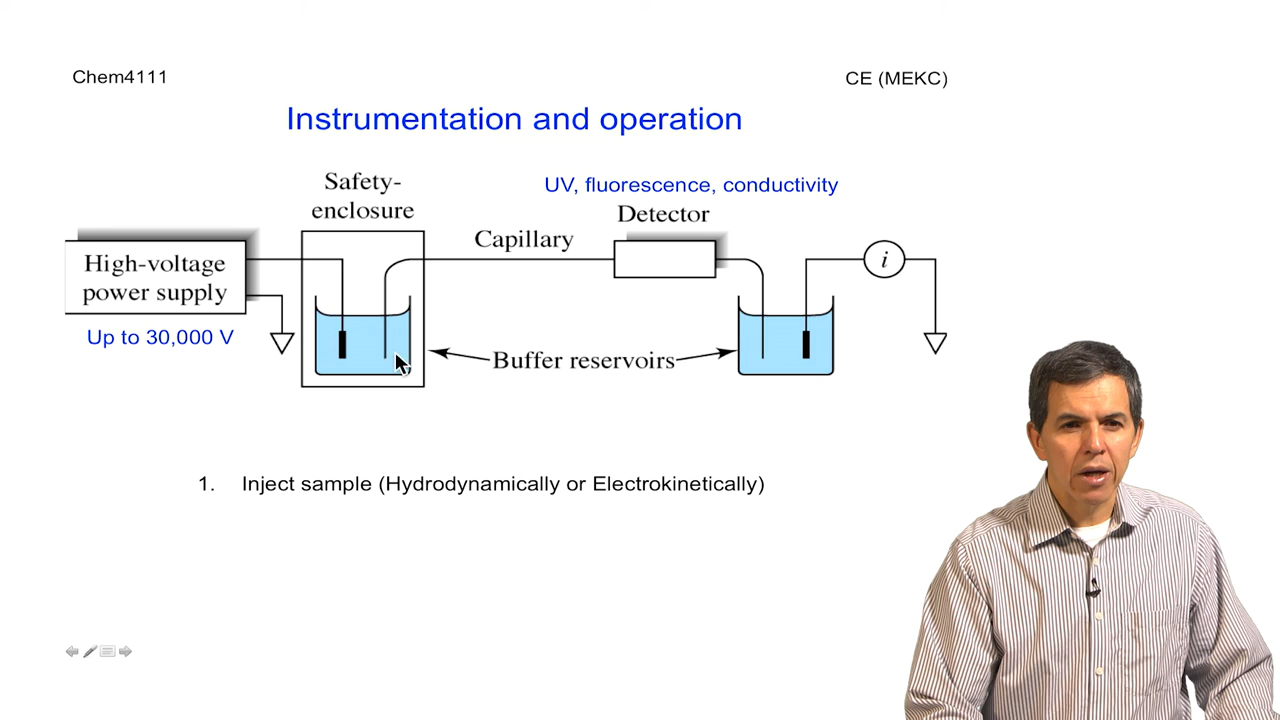 Chem4111
CE (MEKC)
Instrumentation and operation
Safety-
enclosure
UV, fluorescence, conductivity
Detector
Capillary
High-voltage
power supply
i
Up to 30,000 V
Buffer reservoirs
1. Inject sample (Hydrodynamically or Electrokinetically)